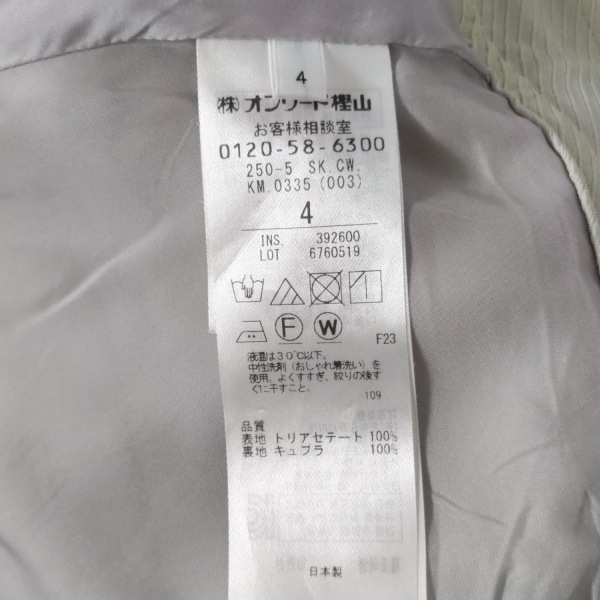 4
(株)オンワード樫山
お客様相談室
0120-58-6300
250-5 SK.CW.
KM.0335(003)
4
INS. 392600
LOT 6760519
F
W
F23
液温は30℃以下。
中性洗剤(おしゃれ着洗い)を
使用。よくすすぎ、絞りの後す
ぐに干すこと。
109
品質
表地 トリアセテート 100%
裏地 キュプラ 100%
日本製